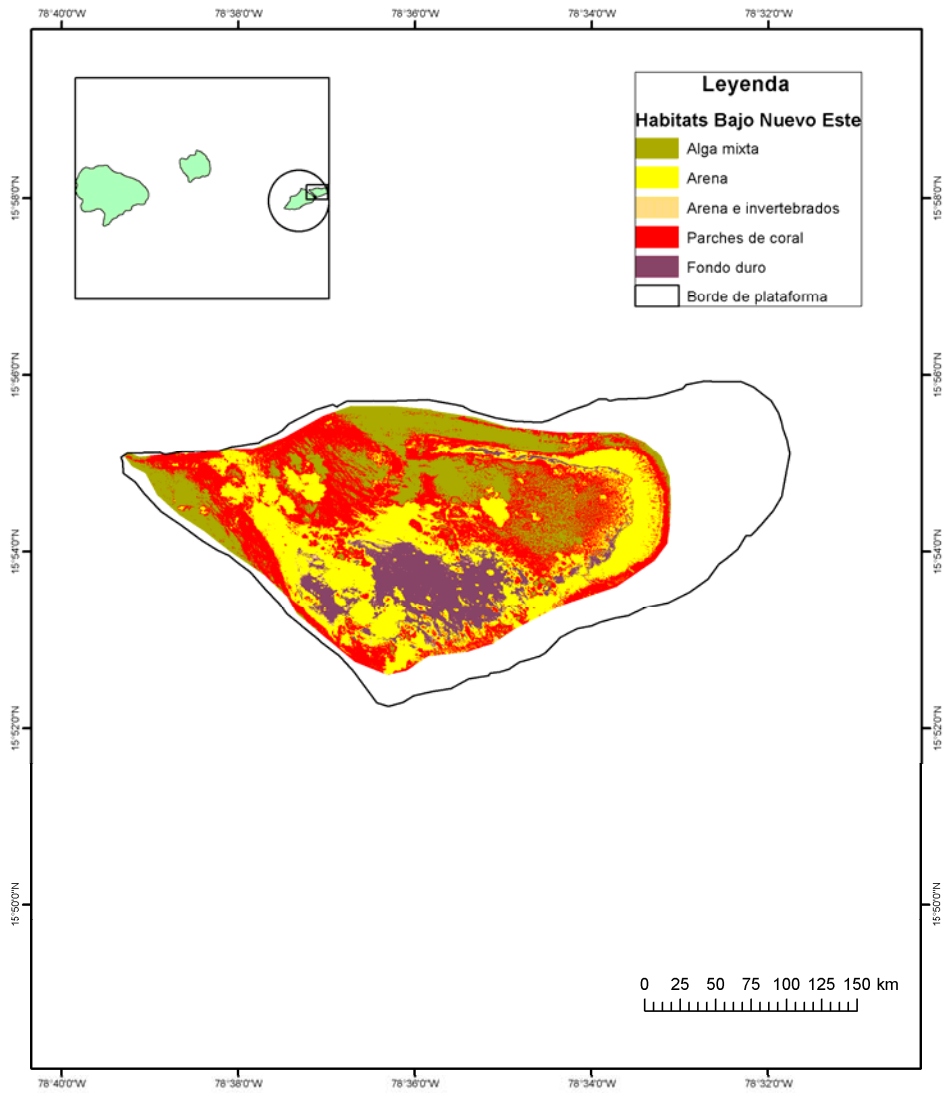 78°40'0"W 78°38'0"W 78°36'0"W 78°34'0"W 78°32'0"W
Leyenda
Habitats Bajo Nuevo Este
Alga mixta
Arena
Arena e invertebrados
Parches de coral
Fondo duro
Borde de plataforma
15°58'0"N 15°58'0"N
15°56'0"N 15°56'0"N
15°54'0"N 15°54'0"N
15°52'0"N 15°52'0"N
15°50'0"N 15°50'0"N
0 25 50 75 100 125 150 km
78°40'0"W 78°38'0"W 78°36'0"W 78°34'0"W 78°32'0"W